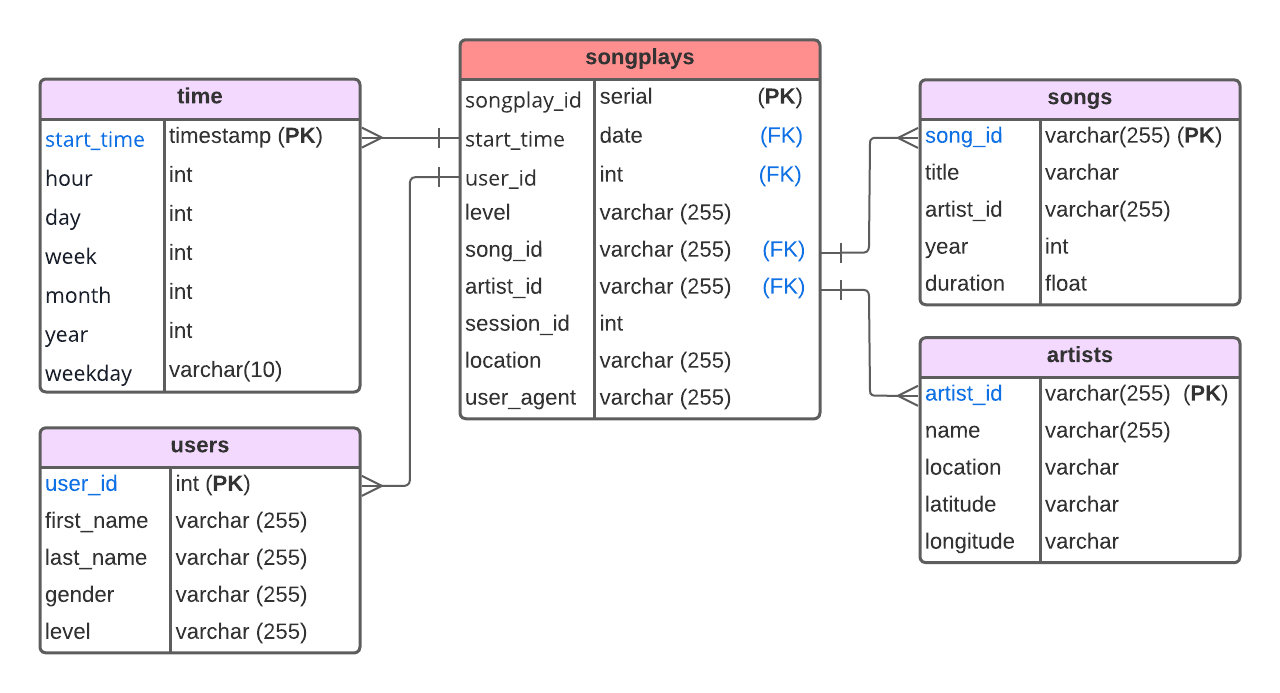 time
start_time timestamp (PK)
hour int
day int
week int
month int
year int
weekday varchar(10)
users
user_id int (PK)
first_name varchar (255)
last_name varchar (255)
gender varchar (255)
level varchar (255)
songplays
songplay_id serial (PK)
start_time date (FK)
user_id int (FK)
level varchar (255)
song_id varchar (255) (FK)
artist_id varchar (255) (FK)
session_id int
location varchar (255)
user_agent varchar (255)
songs
song_id varchar(255) (PK)
title varchar
artist_id varchar(255)
year int
duration float
artists
artist_id varchar(255) (PK)
name varchar(255)
location varchar
latitude varchar
longitude varchar